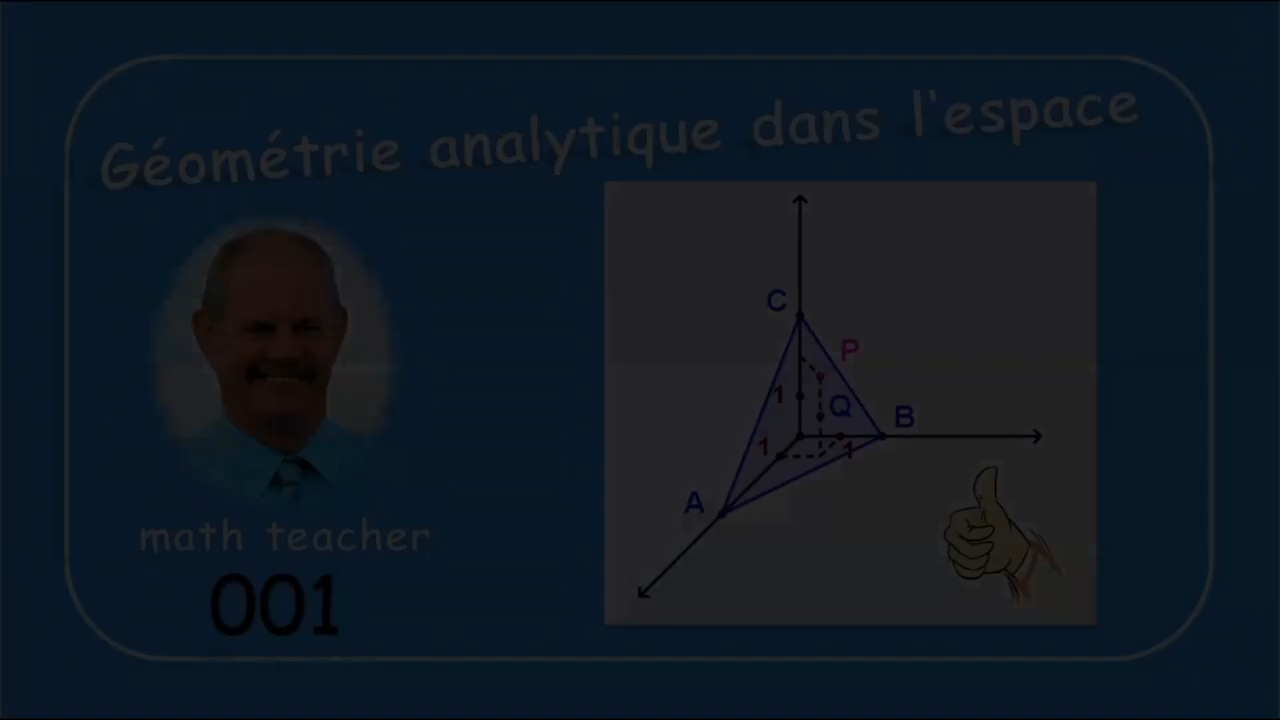 Géométrie analytique dans l'espace
C
P
1
Q
B
1
1
A
math teacher
001